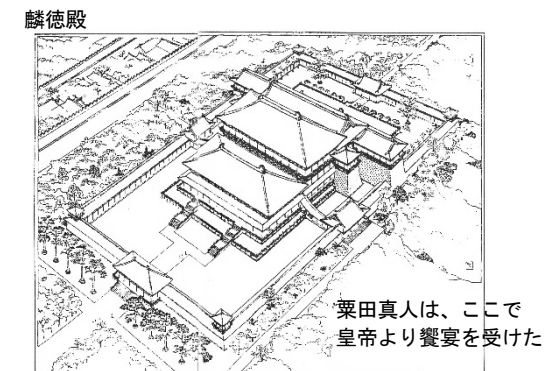 麟徳殿
粟田真人は、ここで
皇帝より饗宴を受けた